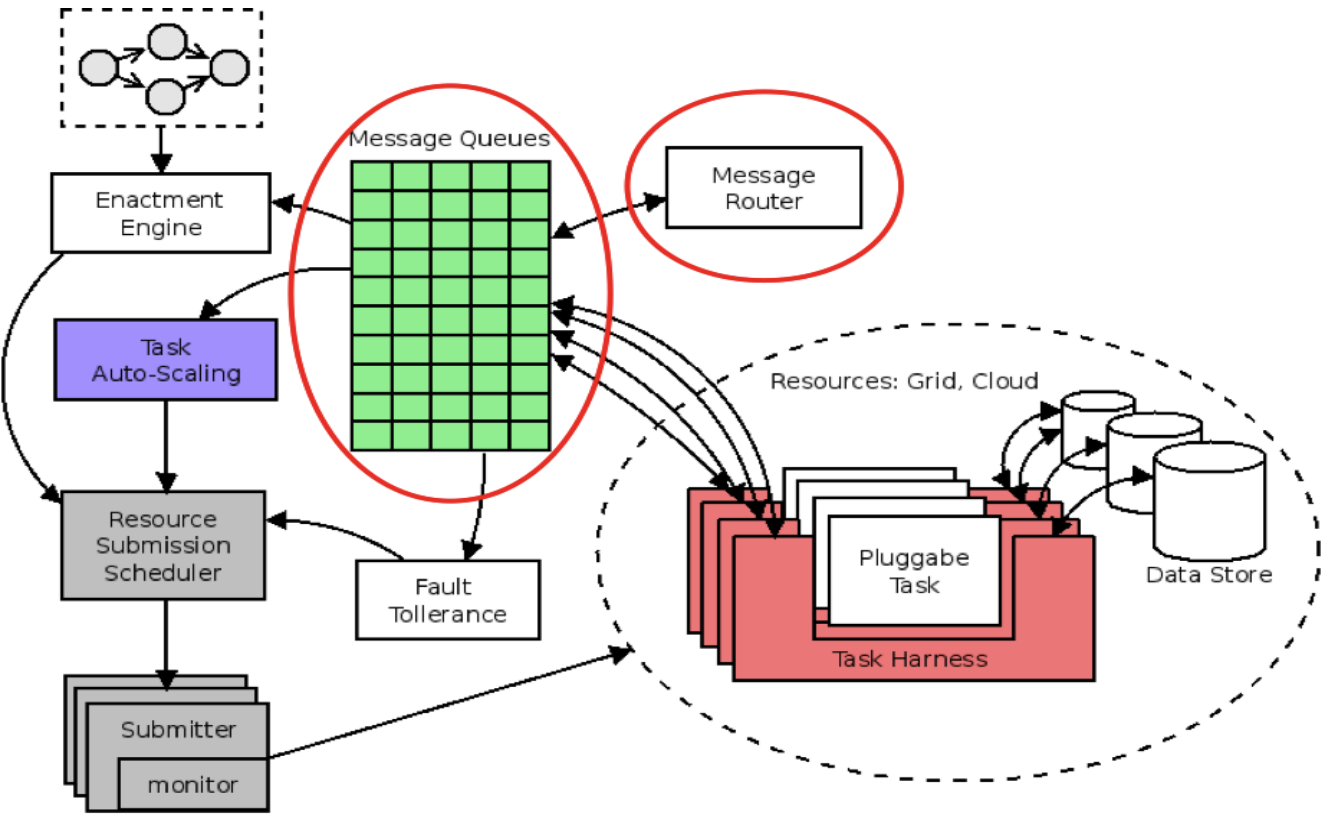 Message Queues
Message
Router
Enactment
Engine
Task
Auto-Scaling
Resources: Grid, Cloud
Resource
Submission
Scheduler
Fault
Tollerance
Pluggabe
Task
Data Store
Task Harness
Submitter
monitor